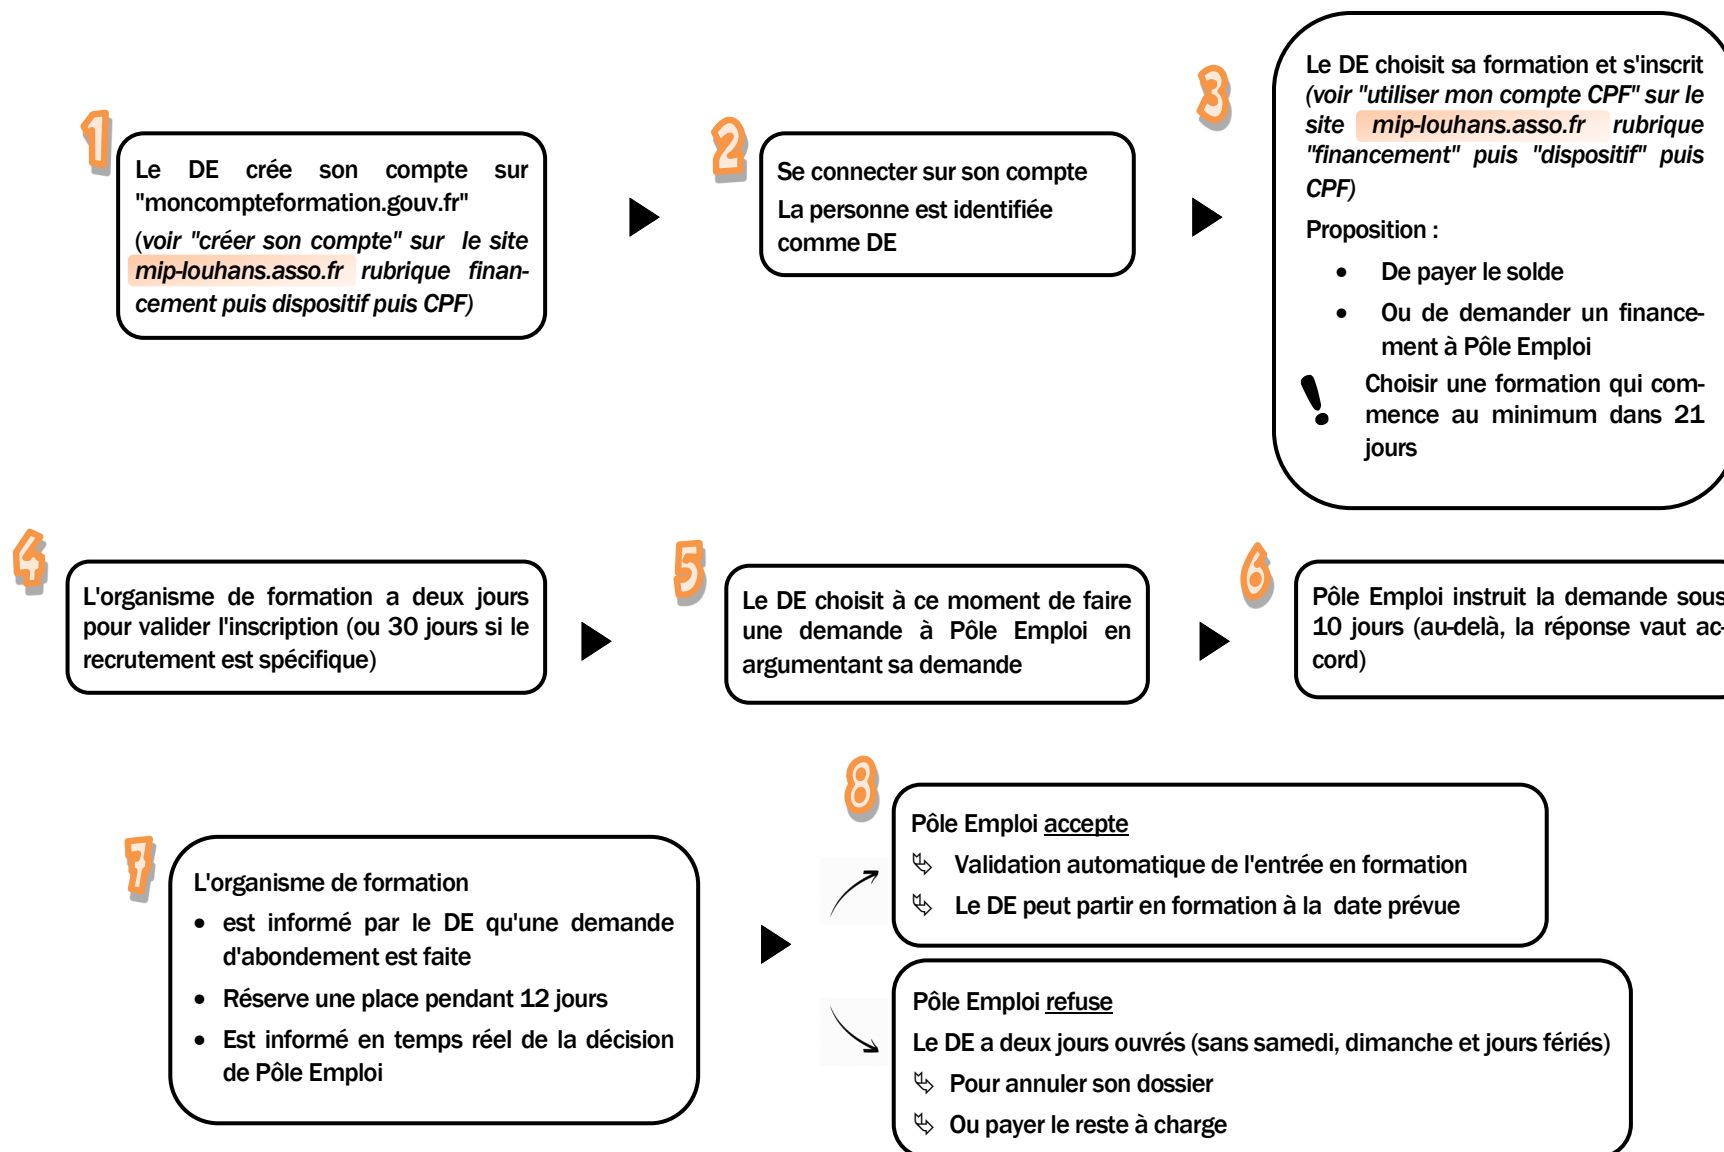 1
Le DE crée son compte sur
"moncompteformation.gouv.fr"
(voir "créer son compte" sur le site
mip-louhans.asso.fr rubrique finan-
cement puis dispositif puis CPF)
2
Se connecter sur son compte
La personne est identifiée
comme DE
3
Le DE choisit sa formation et s'inscrit
(voir "utiliser mon compte CPF" sur le
site mip-louhans.asso.fr rubrique
"financement" puis "dispositif" puis
CPF)
Proposition :
• De payer le solde
• Ou de demander un finance-
ment à Pôle Emploi
! Choisir une formation qui com-
mence au minimum dans 21
jours
4
L'organisme de formation a deux jours
pour valider l'inscription (ou 30 jours si le
recrutement est spécifique)
5
Le DE choisit à ce moment de faire
une demande à Pôle Emploi en
argumentant sa demande
6
Pôle Emploi instruit la demande sous
10 jours (au-delà, la réponse vaut ac-
cord)
7
L'organisme de formation
• est informé par le DE qu'une demande
d'abondement est faite
• Réserve une place pendant 12 jours
• Est informé en temps réel de la décision
de Pôle Emploi
8
Pôle Emploi accepte
Validation automatique de l'entrée en formation
Le DE peut partir en formation à la date prévue
Pôle Emploi refuse
Le DE a deux jours ouvrés (sans samedi, dimanche et jours fériés)
Pour annuler son dossier
Ou payer le reste à charge